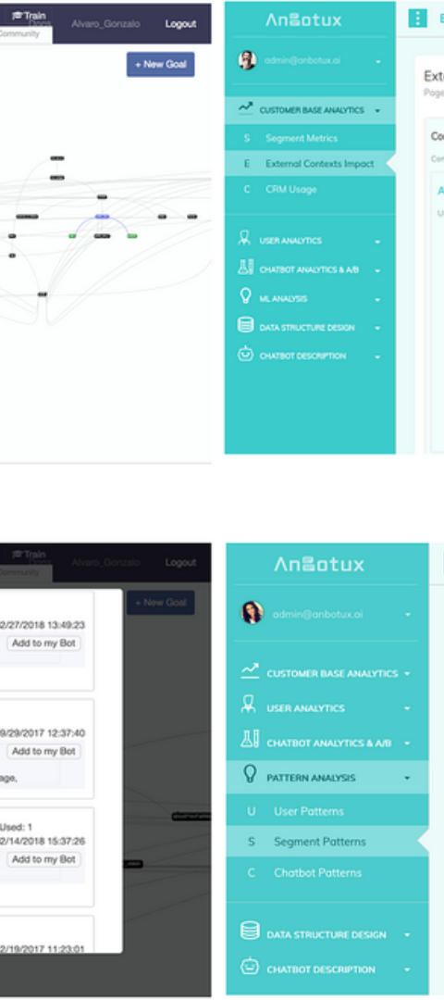 Train
Docs
Alvaro_Gonzalo
Logout
Community
+ New Goal
AnBotux
admin@anbotux.ai
CUSTOMER BASE ANALYTICS
S Segment Metrics
E External Contexts Impact
C CRM Usage
USER ANALYTICS
CHATBOT ANALYTICS & A/B
ML ANALYSIS
DATA STRUCTURE DESIGN
CHATBOT DESCRIPTION
E
Exte
Page
Co
Con
A
U
Train
Docs
Alvaro_Gonzalo
Logout
Community
+ New Goal
2/27/2018 13:49:23
Add to my Bot
9/29/2017 12:37:40
Add to my Bot
age,
Used: 1
2/14/2018 15:37:26
Add to my Bot
2/19/2017 11:23:01
AnBotux
admin@anbotux.ai
CUSTOMER BASE ANALYTICS
USER ANALYTICS
CHATBOT ANALYTICS & A/B
PATTERN ANALYSIS
U User Patterns
S Segment Patterns
C Chatbot Patterns
DATA STRUCTURE DESIGN
CHATBOT DESCRIPTION